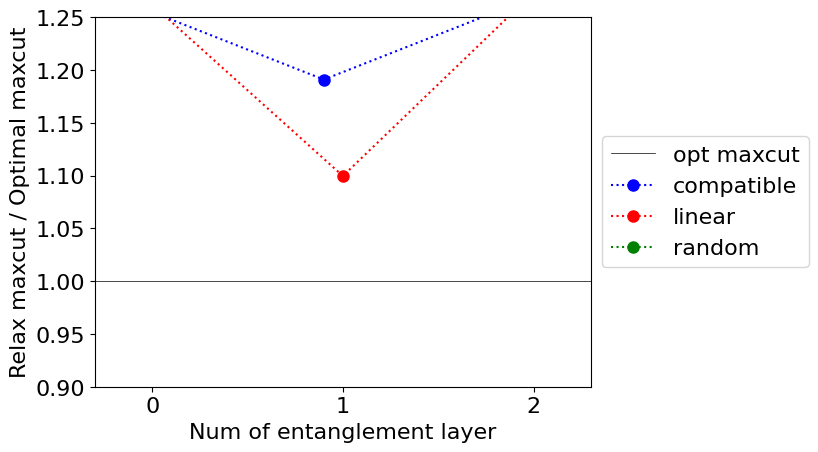 Relax maxcut / Optimal maxcut
1.25
1.20
1.15
1.10
1.05
1.00
0.95
0.90
0
1
2
Num of entanglement layer
opt maxcut
compatible
linear
random